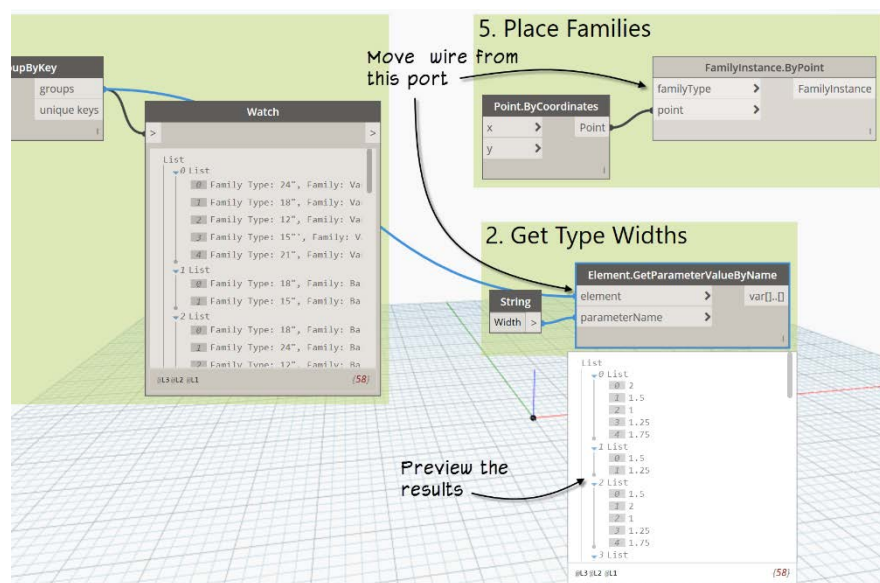 5. Place Families
Move wire from
this port
oupByKey
groups
unique keys
Watch
>
>
List
0 List
0 Family Type: 24", Family: Va
1 Family Type: 18", Family: Va
2 Family Type: 12", Family: Va
3 Family Type: 15"", Family: V
4 Family Type: 21", Family: Va
1 List
0 Family Type: 18", Family: Ba
1 Family Type: 15", Family: Ba
2 List
0 Family Type: 18", Family: Ba
1 Family Type: 24", Family: Ba
2 Family Type: 12", Family: Ba
@L3 @L2 @L1 {58}
FamilyInstance.ByPoint
familyType > FamilyInstance
point >
Point.ByCoordinates
x > Point
y >
2. Get Type Widths
Element.GetParameterValueByName
element > var[]..[]
parameterName >
String
Width >
List
0 List
0 2
1 1.5
2 1
3 1.25
4 1.75
1 List
0 1.5
1 1.25
2 List
0 1.5
1 2
2 1
3 1.25
4 1.75
3 List
@L3 @L2 @L1 {58}
Preview the
results